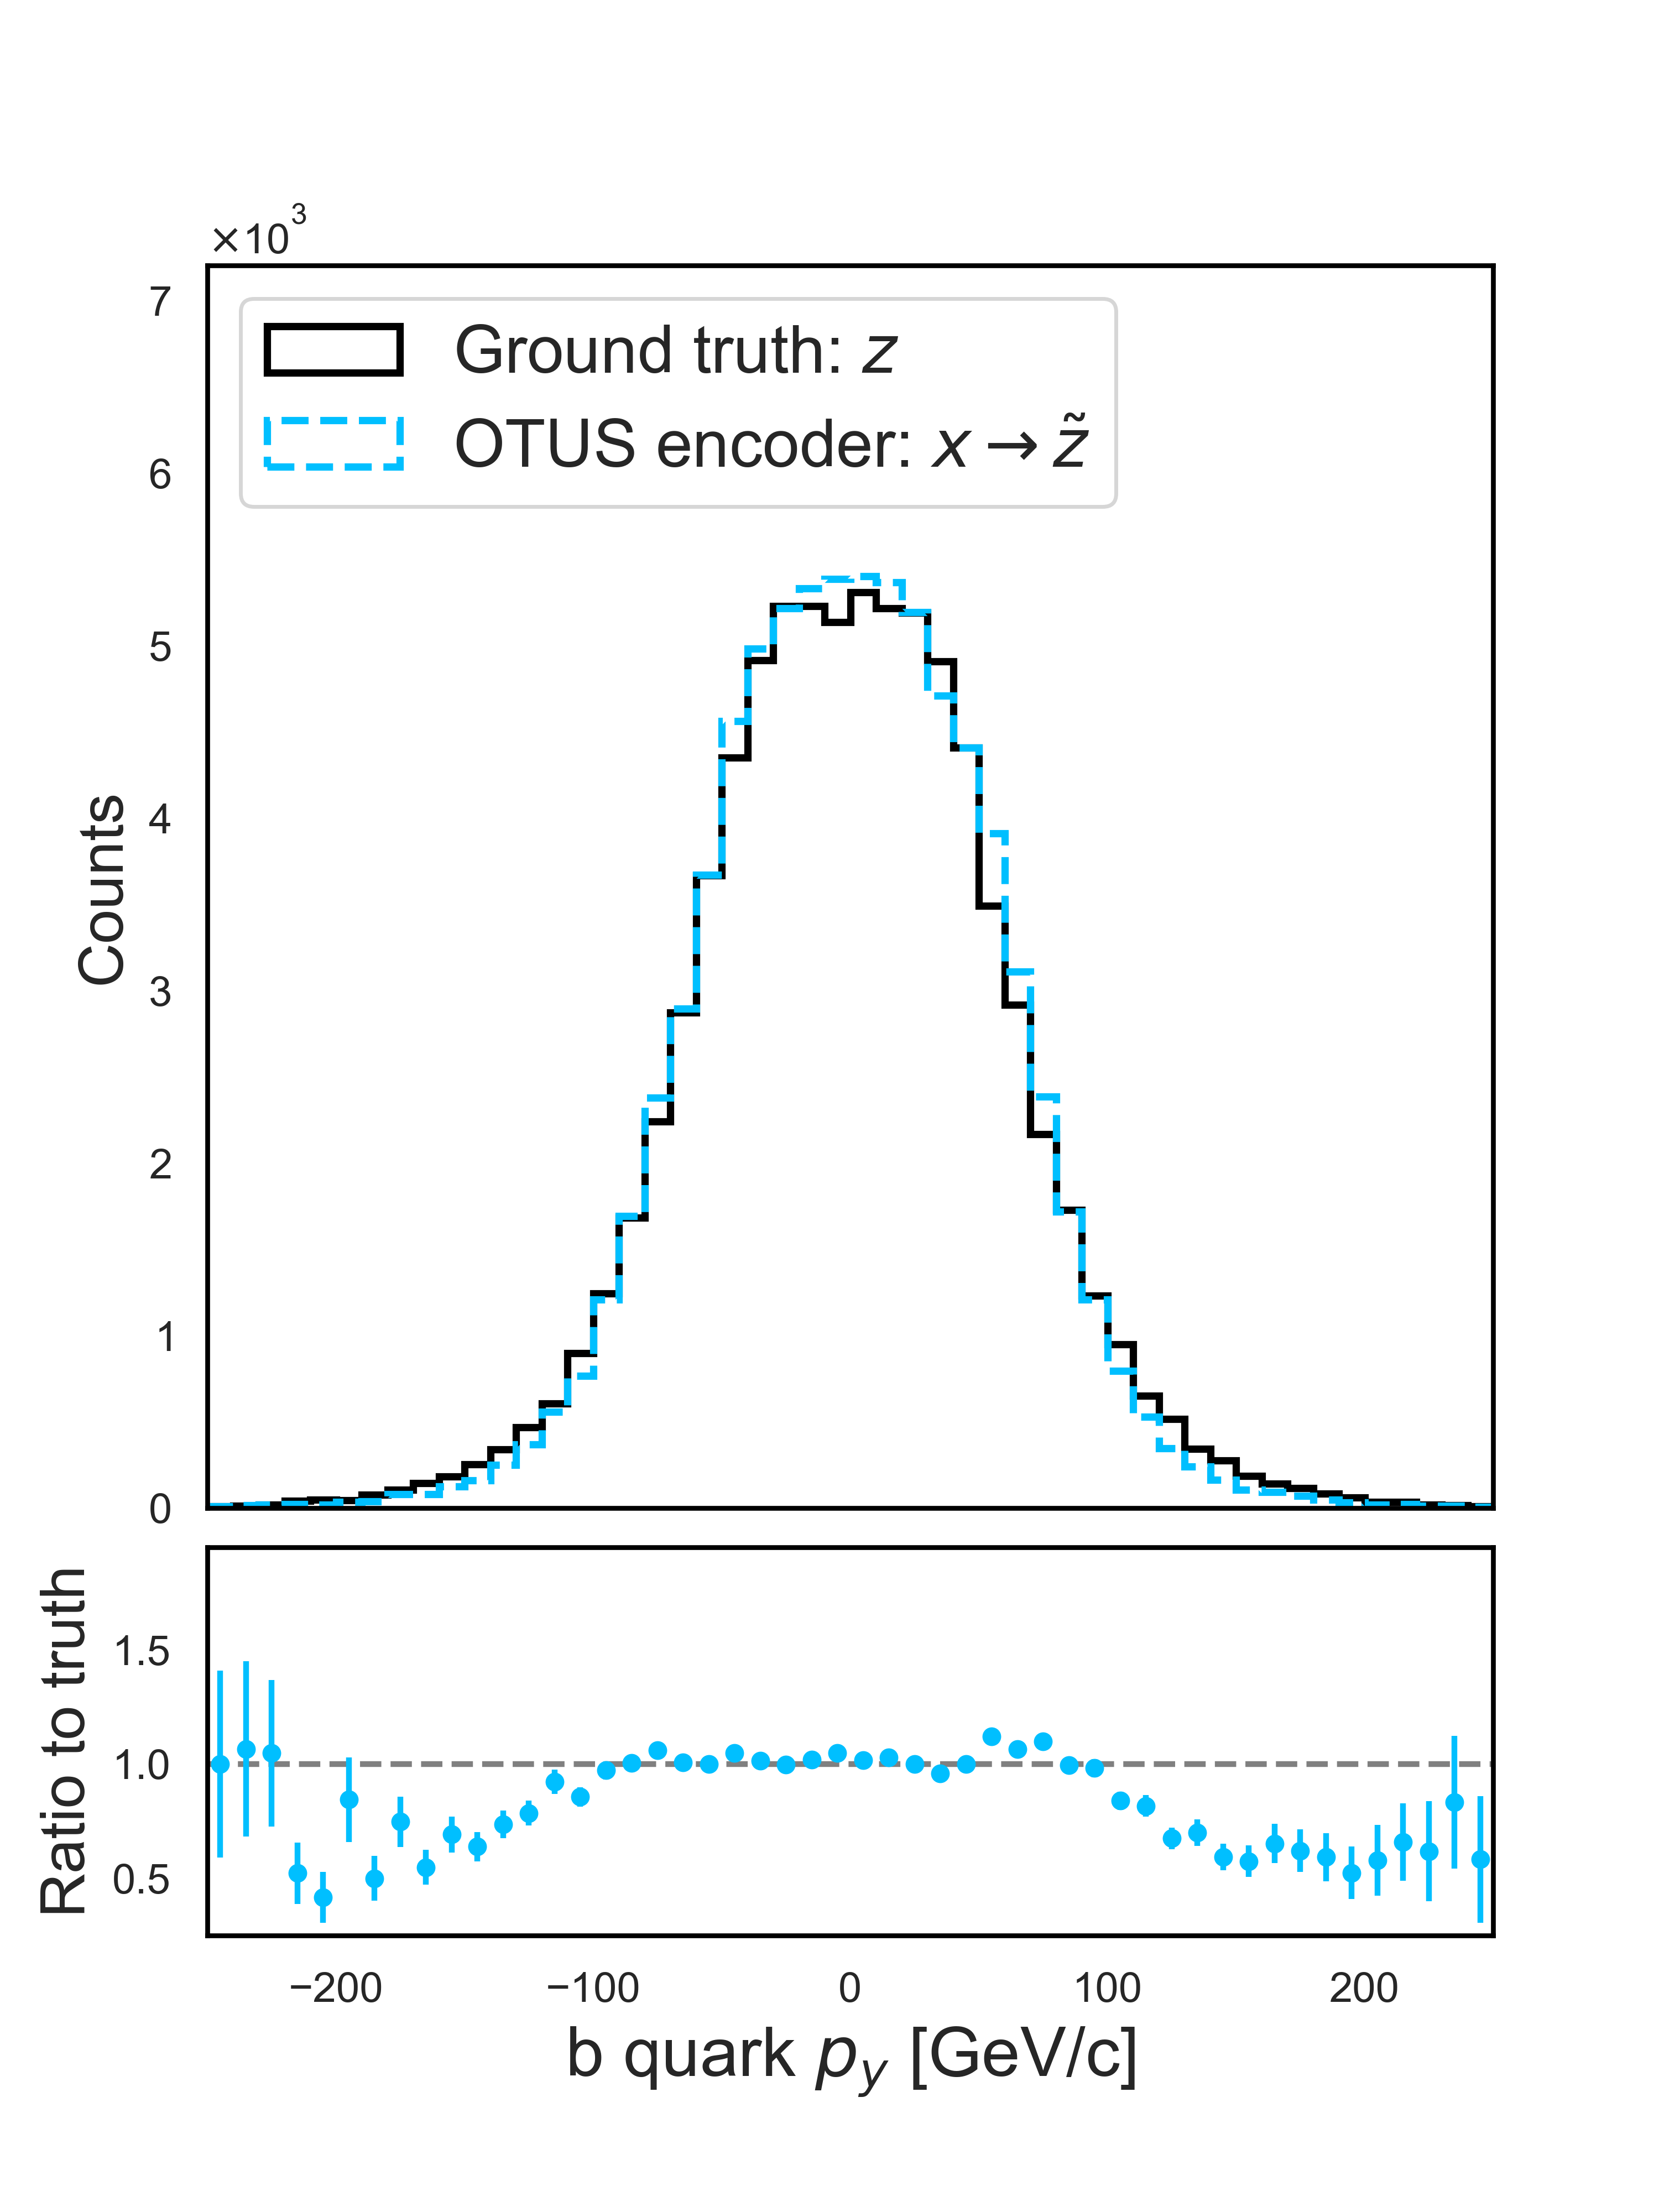 ×10³
7
6
5
4
3
2
1
0
Counts
Ground truth: z
OTUS encoder: x → z̃
Ratio to truth
1.5
1.0
0.5
−200 −100 0 100 200
b quark p_y [GeV/c]